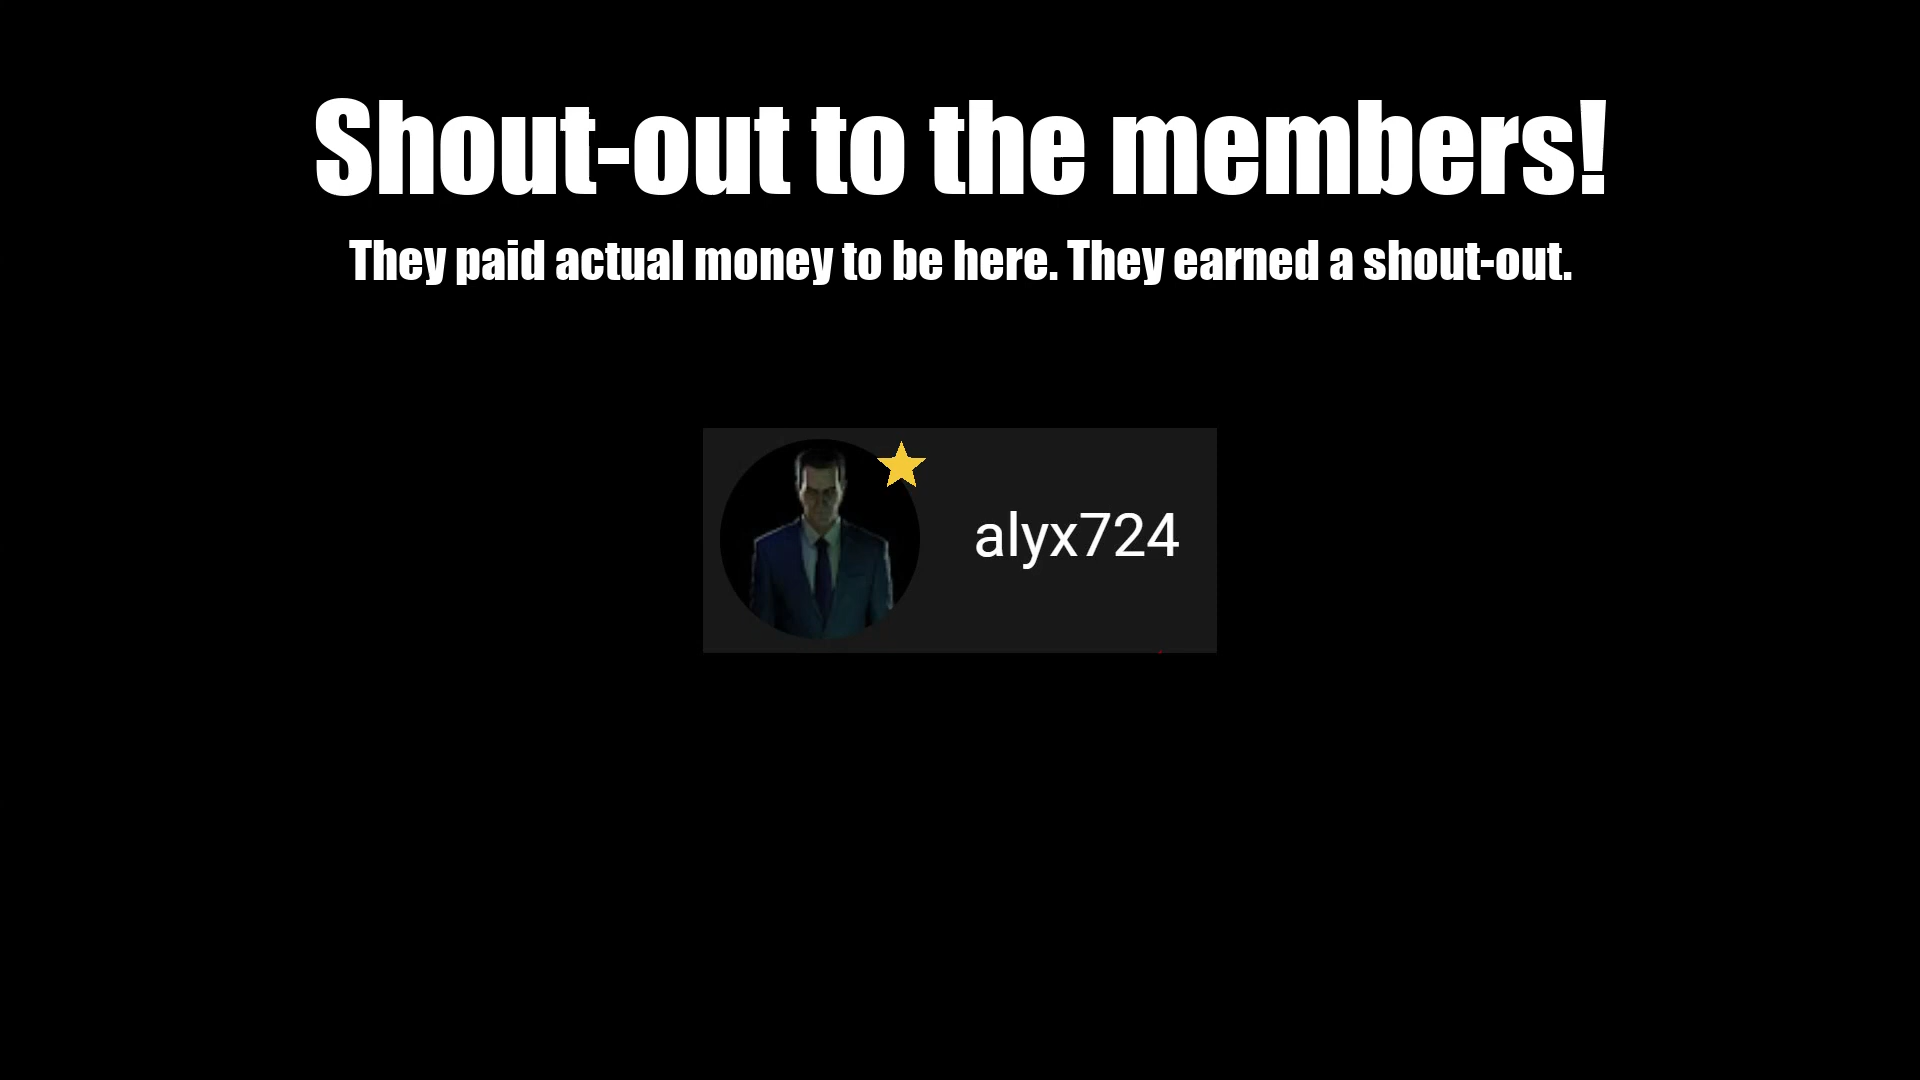 Shout-out to the members!
They paid actual money to be here. They earned a shout-out.
alyx724